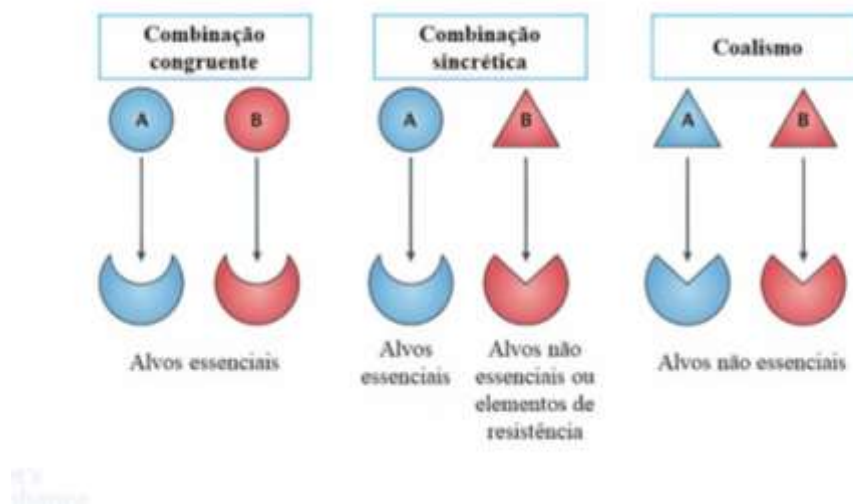 Combinação
congruente
Combinação
sincrética
Coalismo
A
B
A
B
A
B
Alvos essenciais
Alvos
essenciais
Alvos não
essenciais ou
elementos de
resistência
Alvos não essenciais